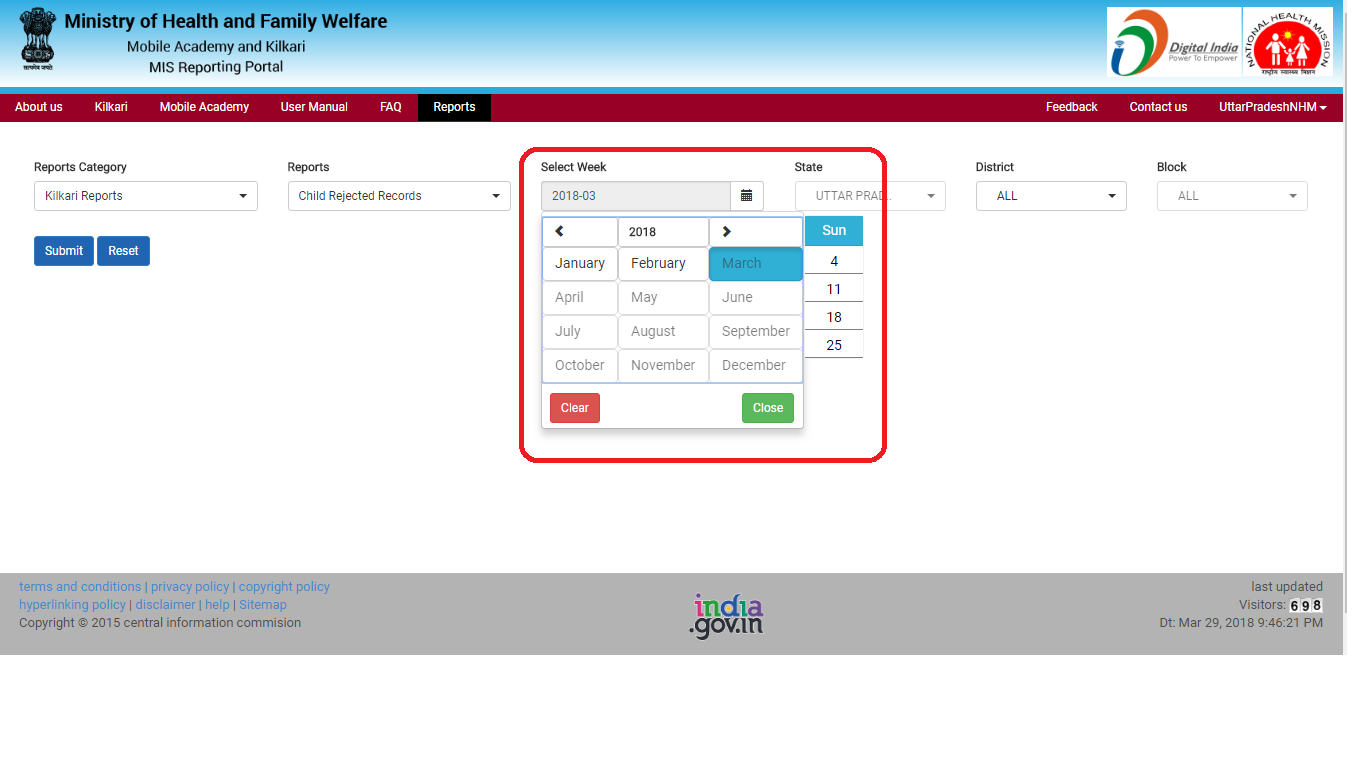 Ministry of Health and Family Welfare
Mobile Academy and Kilkari
MIS Reporting Portal
सत्यमेव जयते
Digital India
Power To Empower
NATIONAL HEALTH MISSION
राष्ट्रीय स्वास्थ्य मिशन
About us Kilkari Mobile Academy User Manual FAQ Reports Feedback Contact us UttarPradeshNHM
Reports Category Reports Select Week State District Block
Kilkari Reports Child Rejected Records 2018-03 UTTAR PRAD.. ALL ALL
Submit Reset
2018 Sun
January February March 4
April May June 11
July August September 18
October November December 25
Clear Close
terms and conditions | privacy policy | copyright policy
hyperlinking policy | disclaimer | help | Sitemap
Copyright © 2015 central information commision
india
.gov.in
last updated
Visitors: 698
Dt: Mar 29, 2018 9:46:21 PM